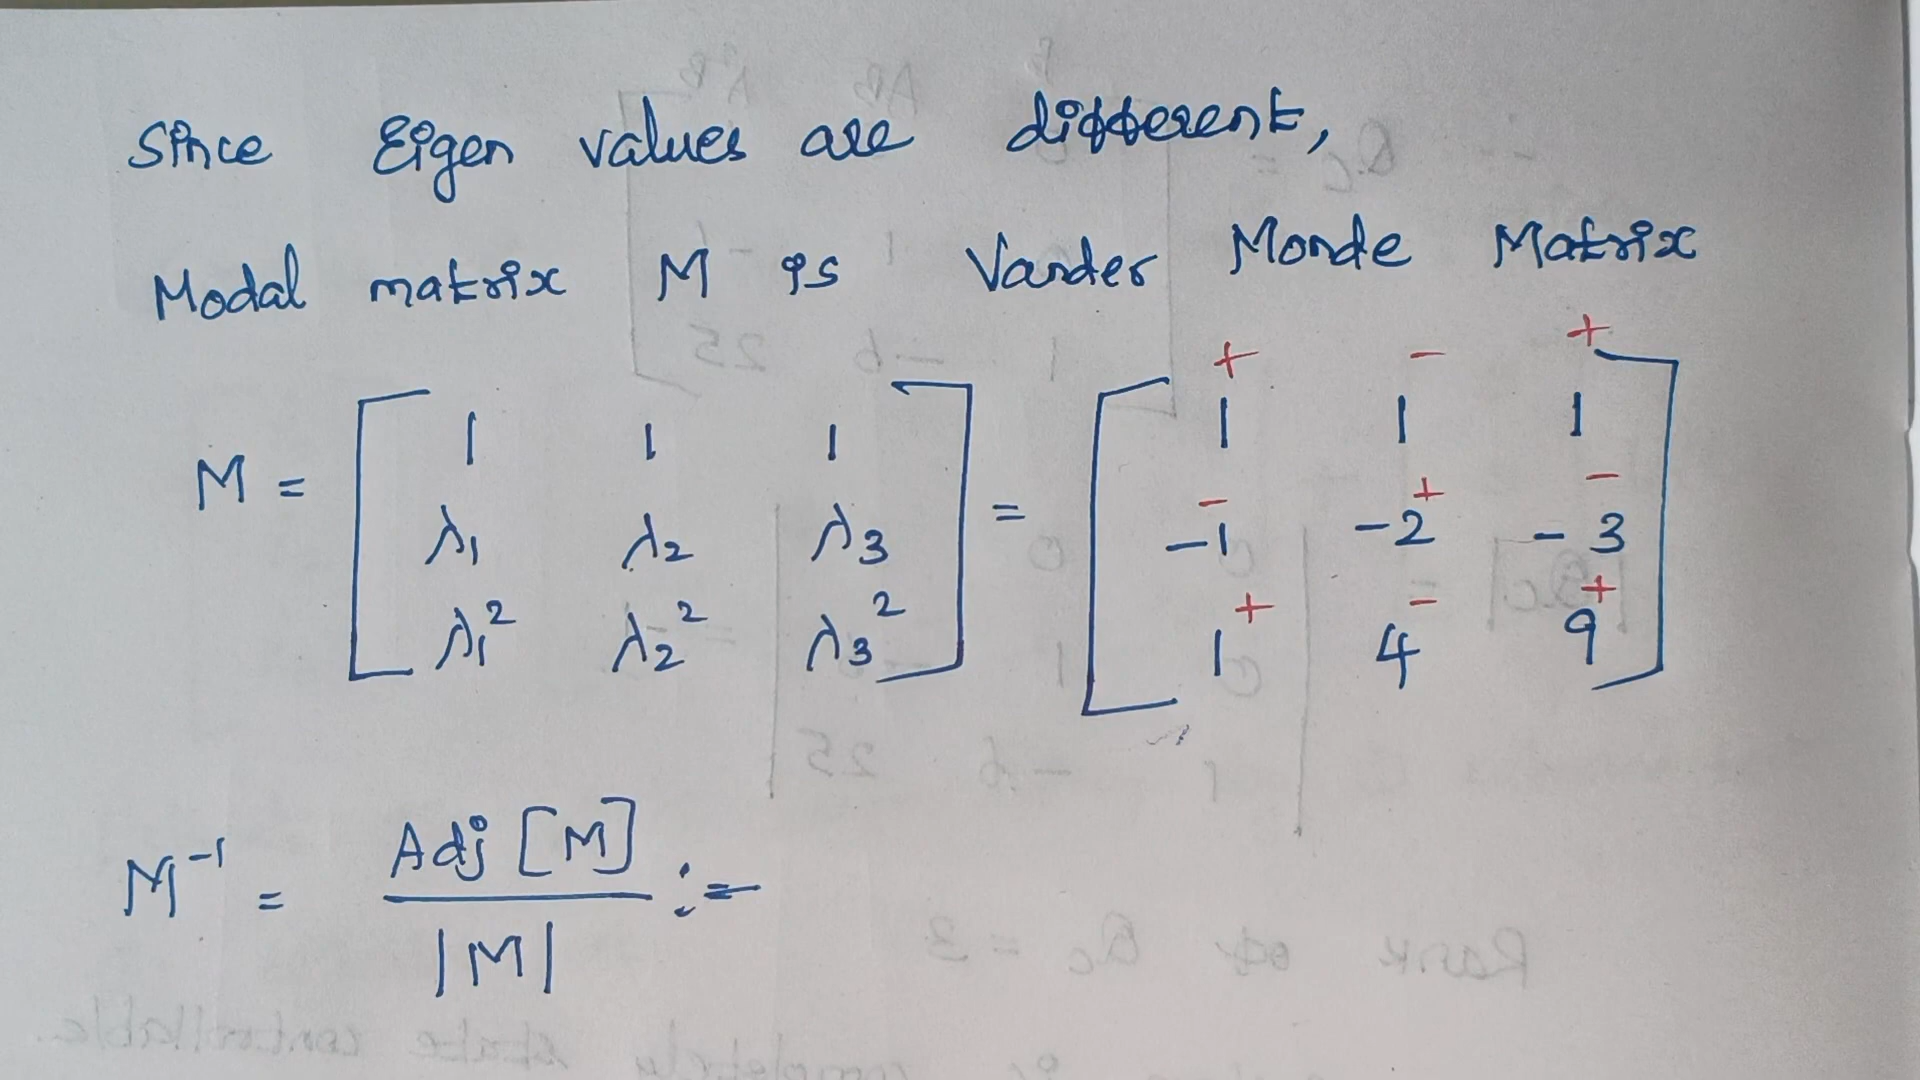 Since Eigen values are different,
Modal matrix M is Vander Monde Matrix
+ - +
M = [ 1 1 1 = [ 1 1 1
- + -
λ₁ λ₂ λ₃ -1 -2 -3
+ - +
λ₁² λ₂² λ₃² ] 1 4 9 ]
M⁻¹ = Adj [M] :=
|M|